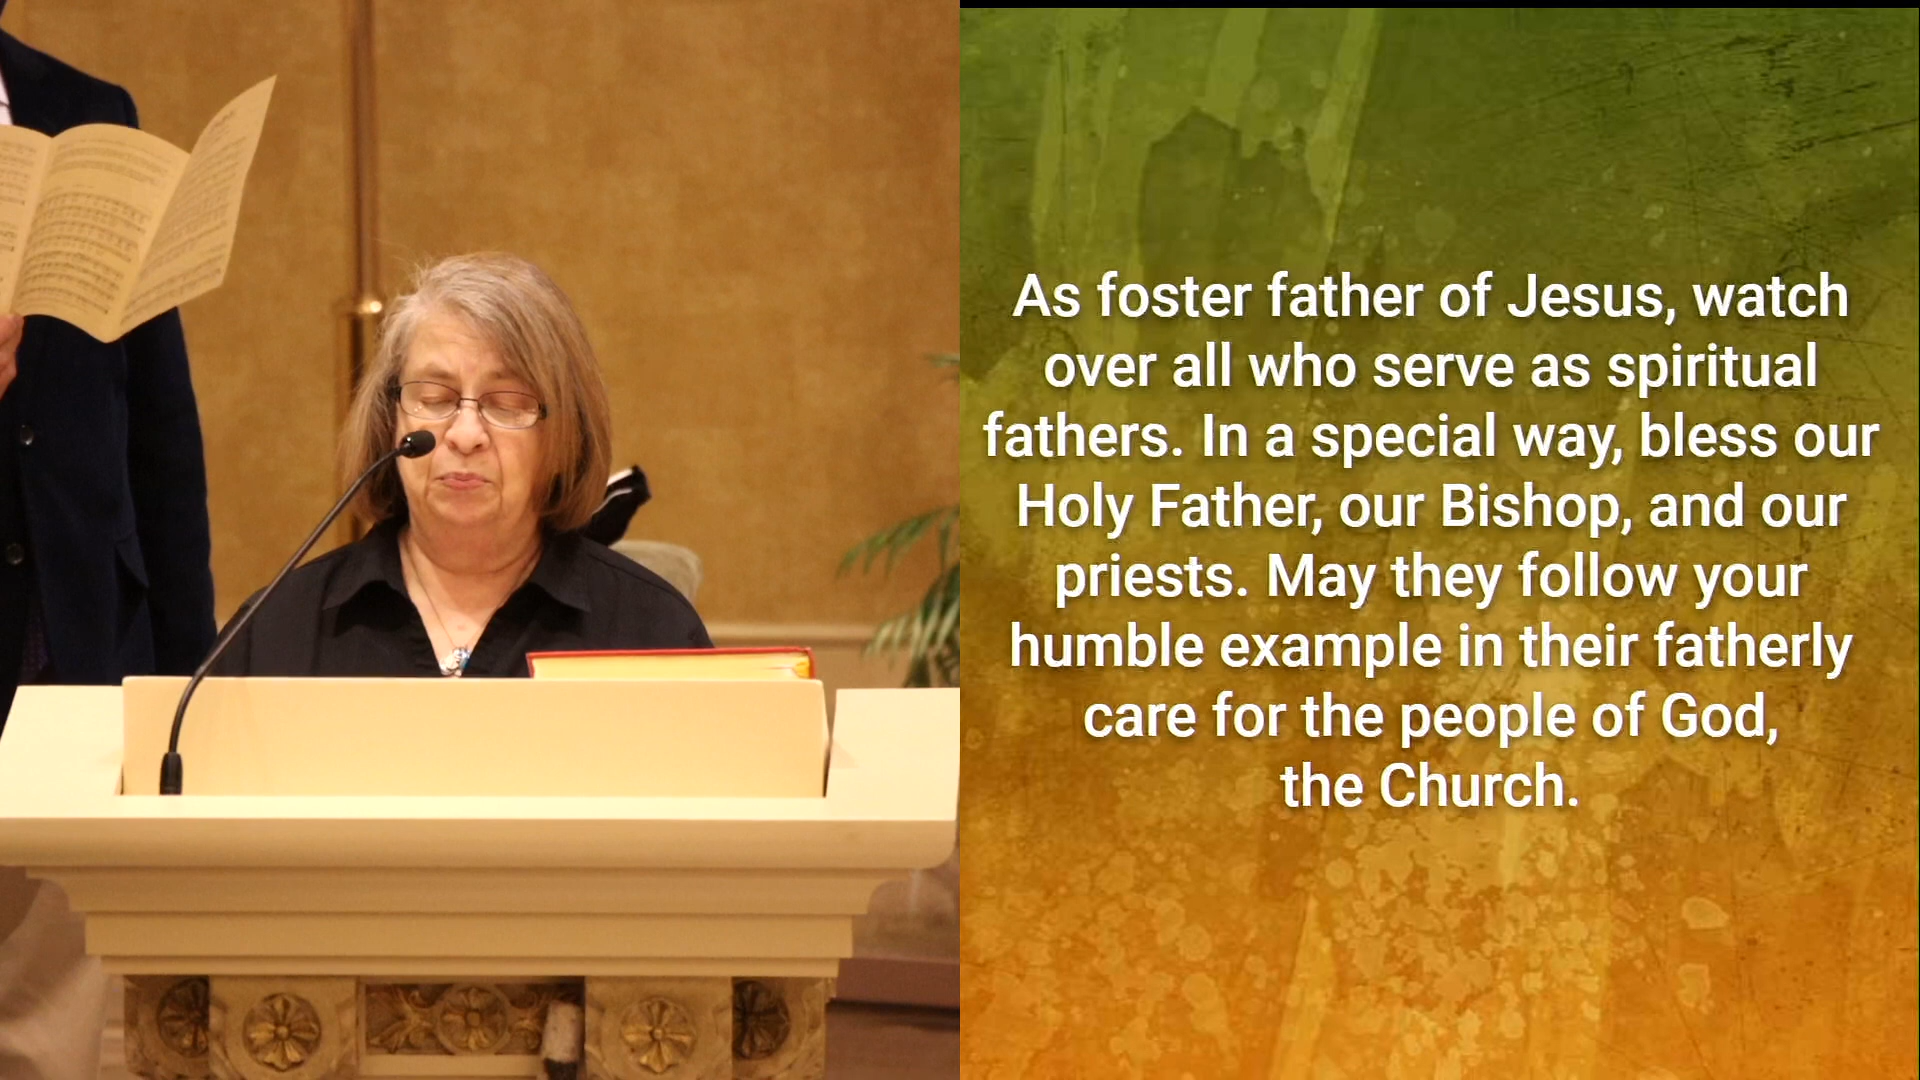 As foster father of Jesus, watch
over all who serve as spiritual
fathers. In a special way, bless our
Holy Father, our Bishop, and our
priests. May they follow your
humble example in their fatherly
care for the people of God,
the Church.